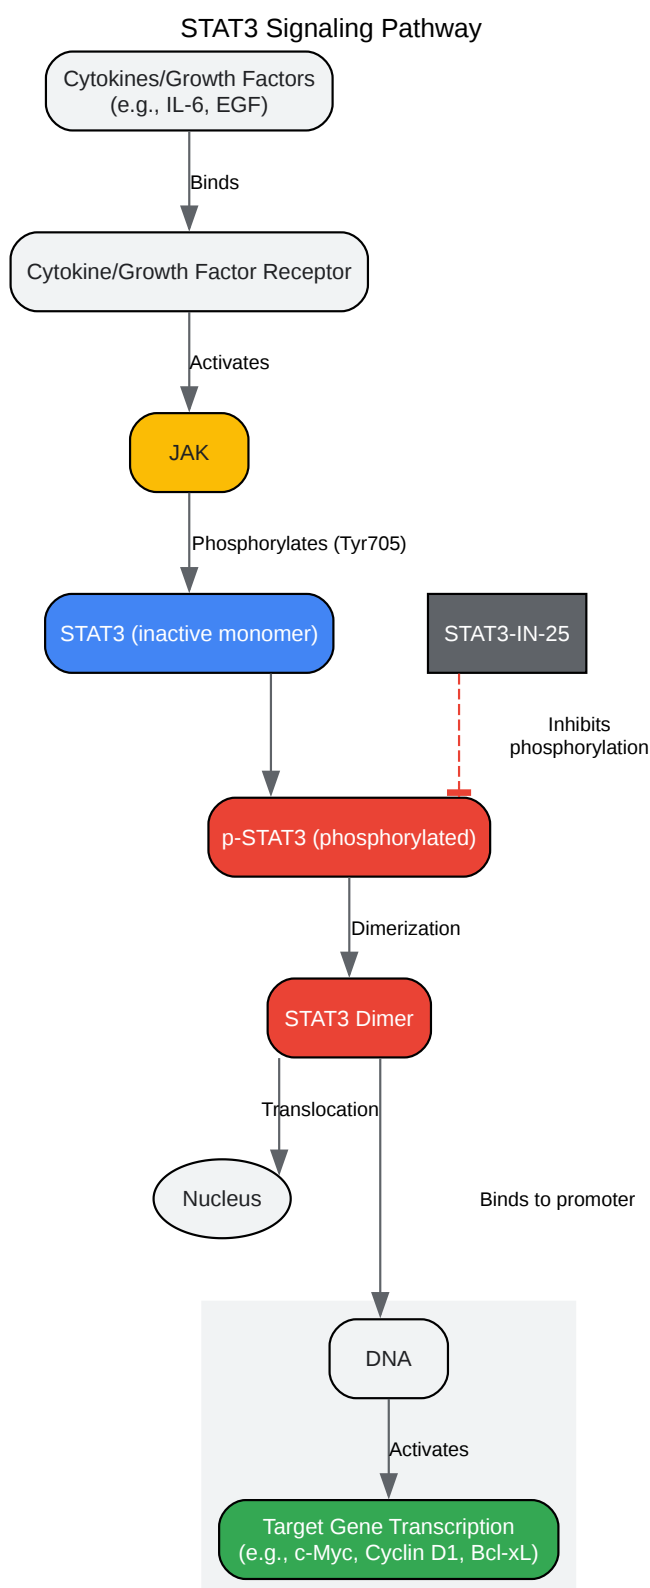 STAT3 Signaling Pathway
Cytokines/Growth Factors
(e.g., IL-6, EGF)
Binds
Cytokine/Growth Factor Receptor
Activates
JAK
Phosphorylates (Tyr705)
STAT3 (inactive monomer)
STAT3-IN-25
Inhibits
phosphorylation
p-STAT3 (phosphorylated)
Dimerization
STAT3 Dimer
Translocation
Nucleus
Binds to promoter
DNA
Activates
Target Gene Transcription
(e.g., c-Myc, Cyclin D1, Bcl-xL)